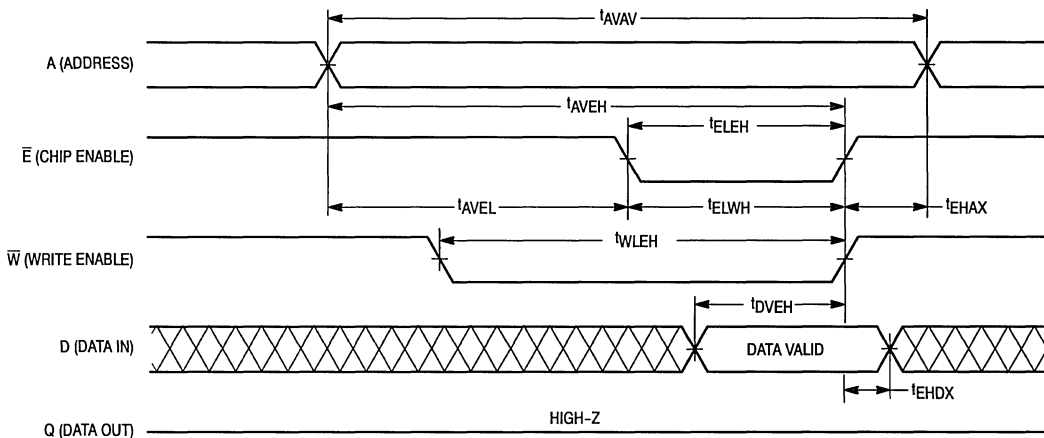 tAVAV
A (ADDRESS)
tAVEH
tELEH
E̅ (CHIP ENABLE)
tAVEL
tELWH
tEHAX
tWLEH
W̅ (WRITE ENABLE)
tDVEH
D (DATA IN)
DATA VALID
tEHDX
HIGH-Z
Q (DATA OUT)